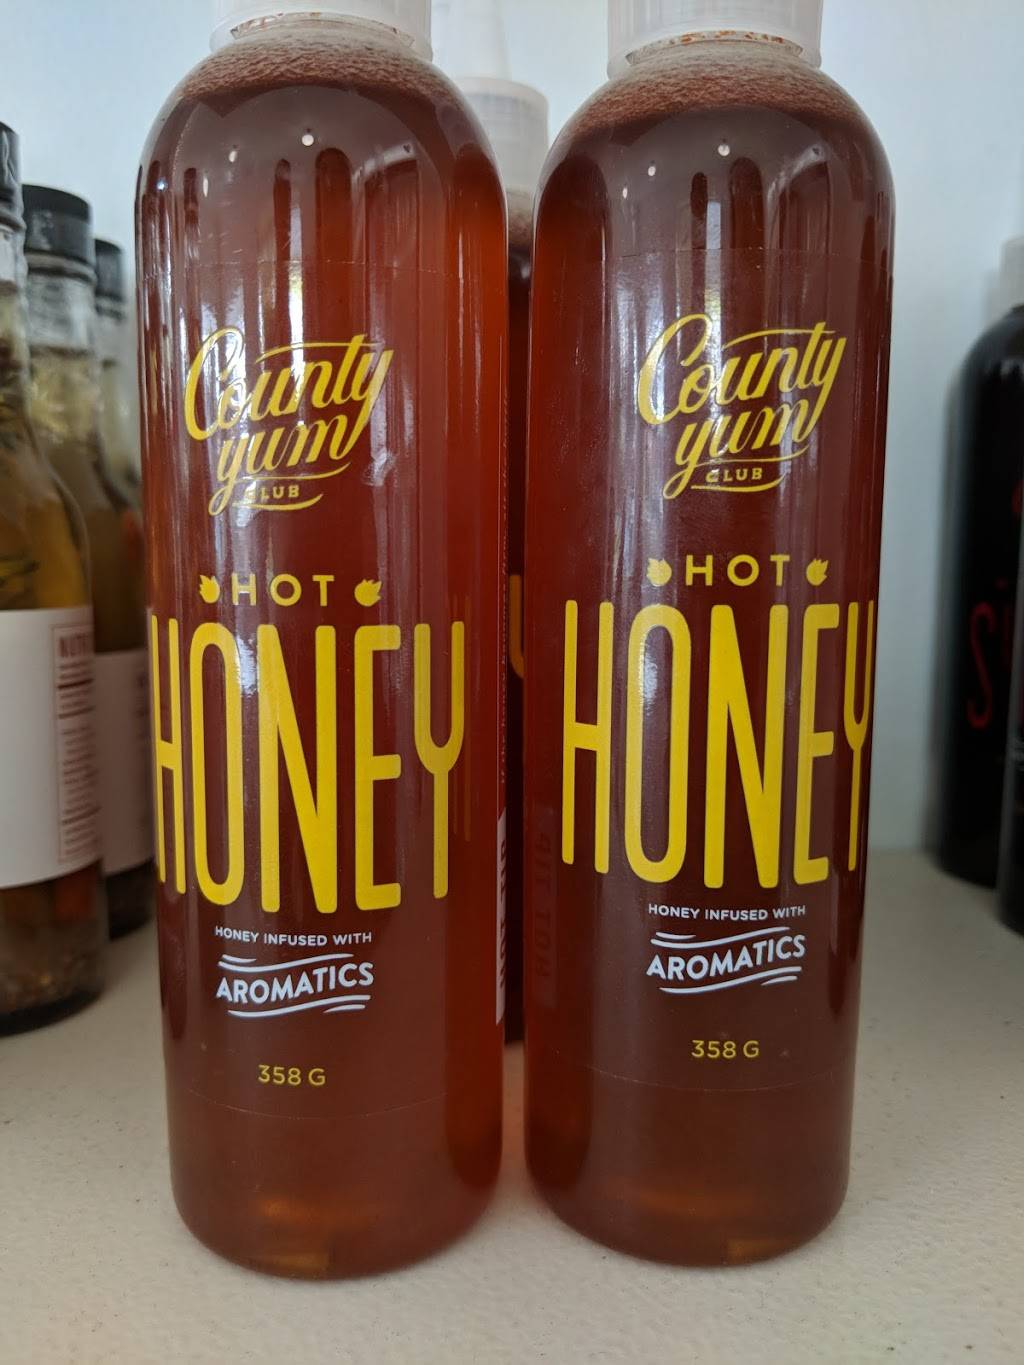 County
yum
CLUB
HOT
HONEY
HONEY INFUSED WITH
AROMATICS
358 G
County
yum
CLUB
HOT
HONEY
HONEY INFUSED WITH
AROMATICS
358 G